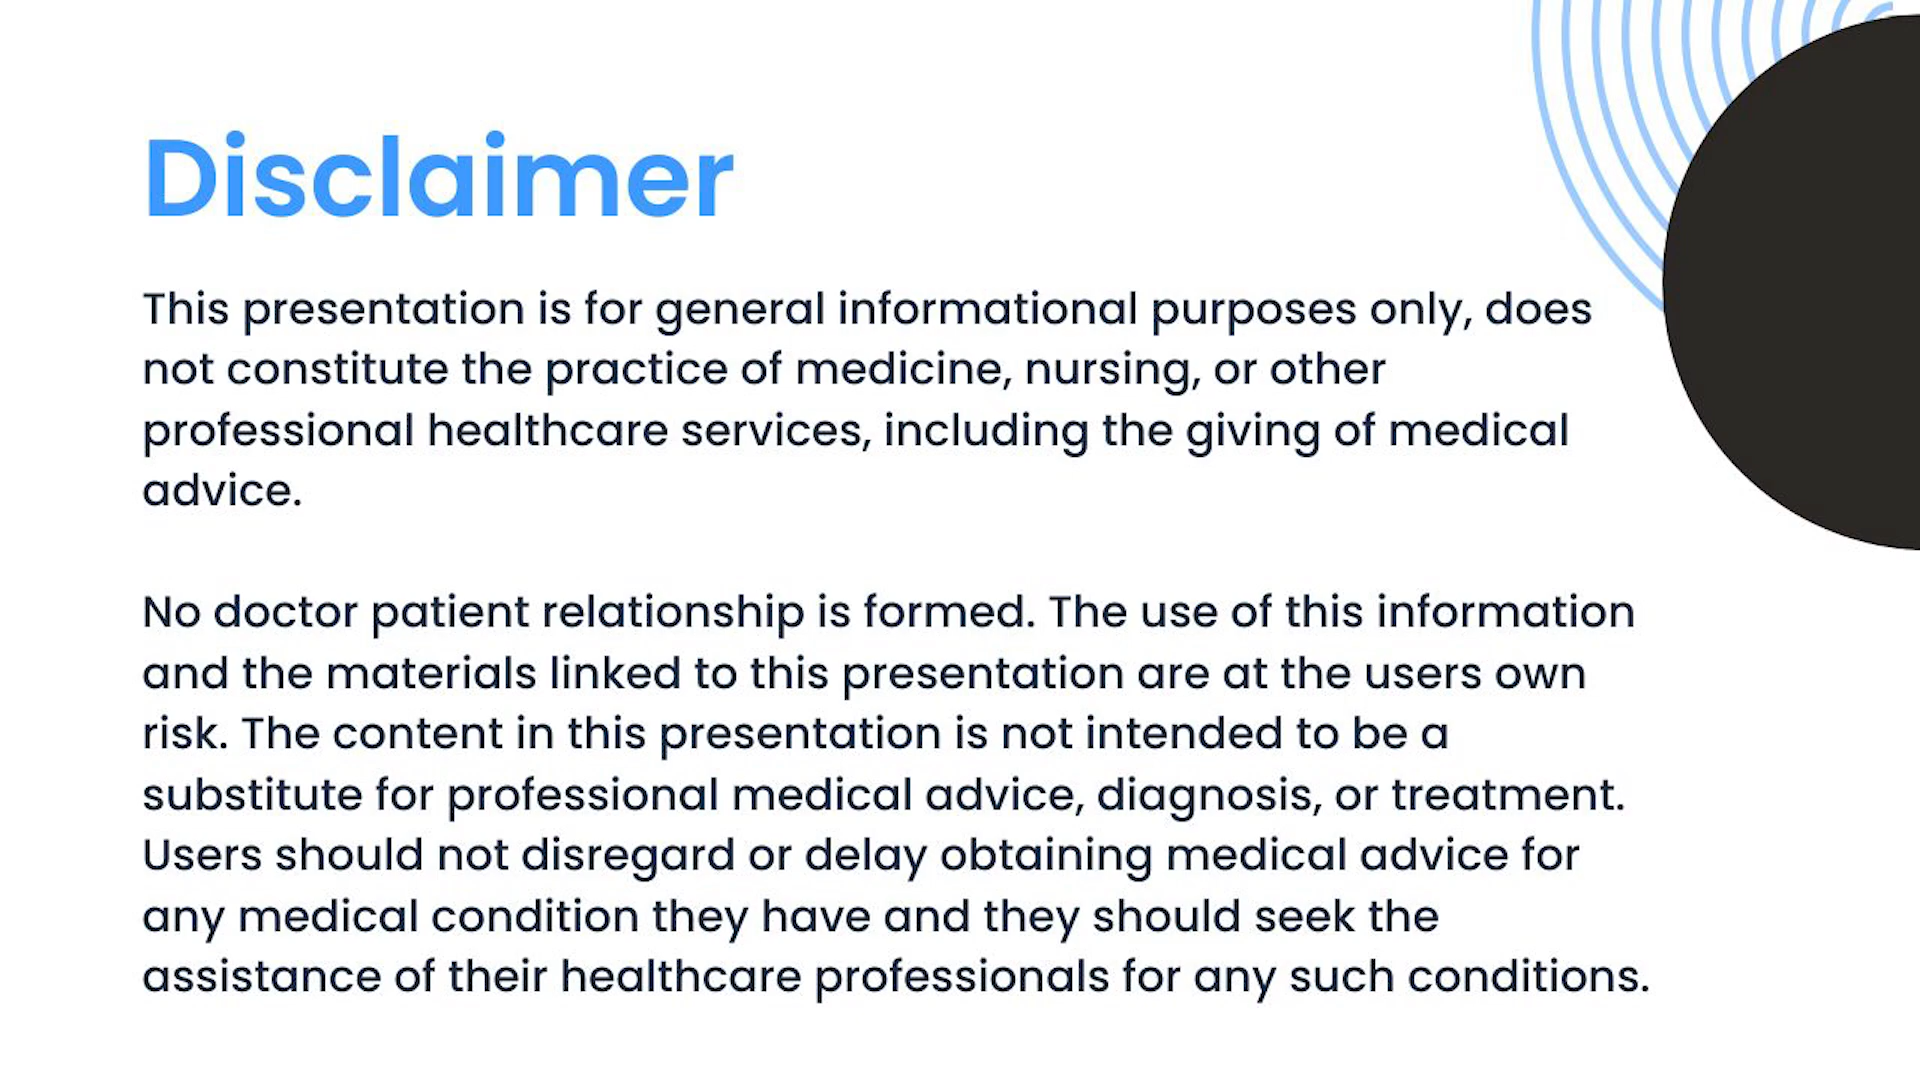 Disclaimer
This presentation is for general informational purposes only, does
not constitute the practice of medicine, nursing, or other
professional healthcare services, including the giving of medical
advice.
No doctor patient relationship is formed. The use of this information
and the materials linked to this presentation are at the users own
risk. The content in this presentation is not intended to be a
substitute for professional medical advice, diagnosis, or treatment.
Users should not disregard or delay obtaining medical advice for
any medical condition they have and they should seek the
assistance of their healthcare professionals for any such conditions.